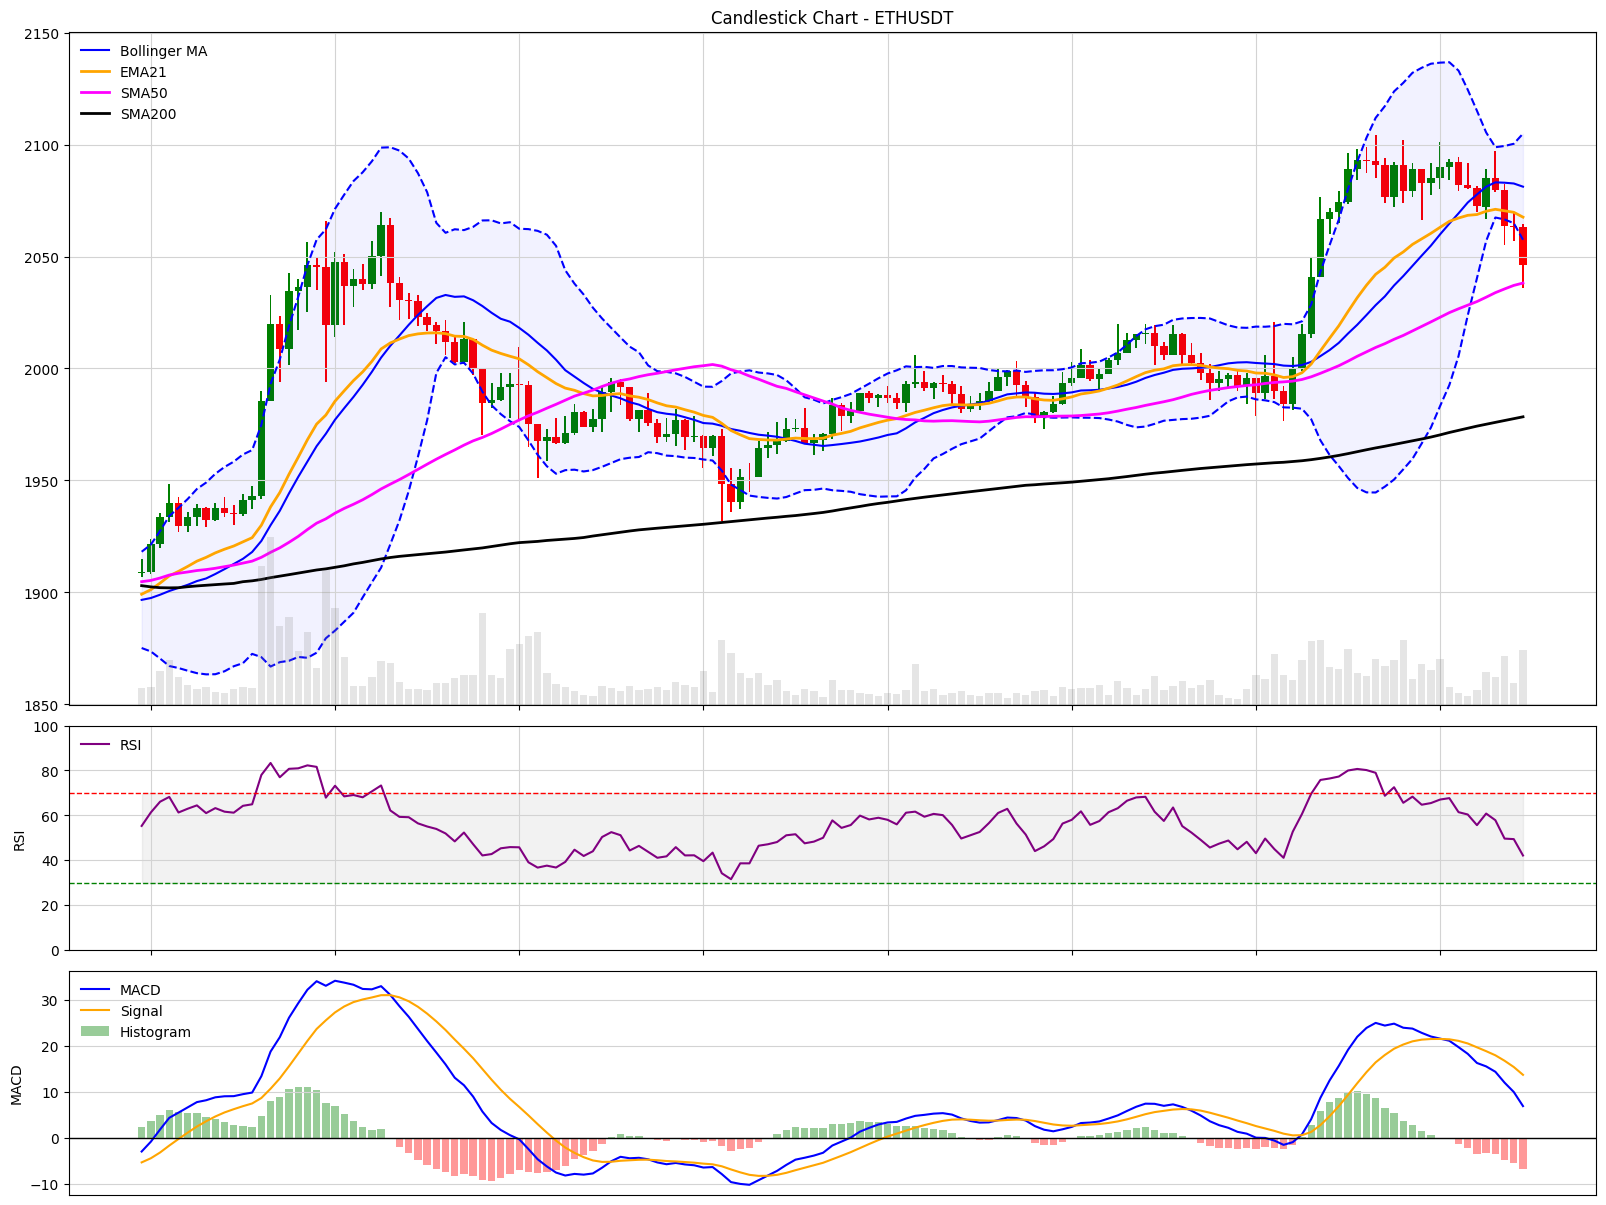 Candlestick Chart - ETHUSDT
2150
2100
2050
2000
1950
1900
1850
Bollinger MA
EMA21
SMA50
SMA200
100
80
60
40
20
0
RSI
RSI
30
20
10
0
−10
MACD
MACD
Signal
Histogram